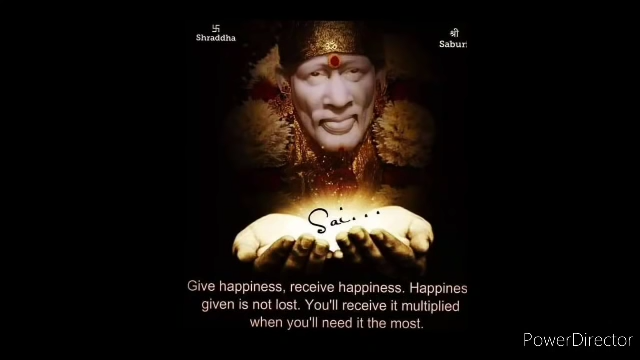 卐 श्री
Shraddha Saburi
Sai...
Give happiness, receive happiness. Happines
given is not lost. You'll receive it multiplied
when you'll need it the most.
PowerDirector